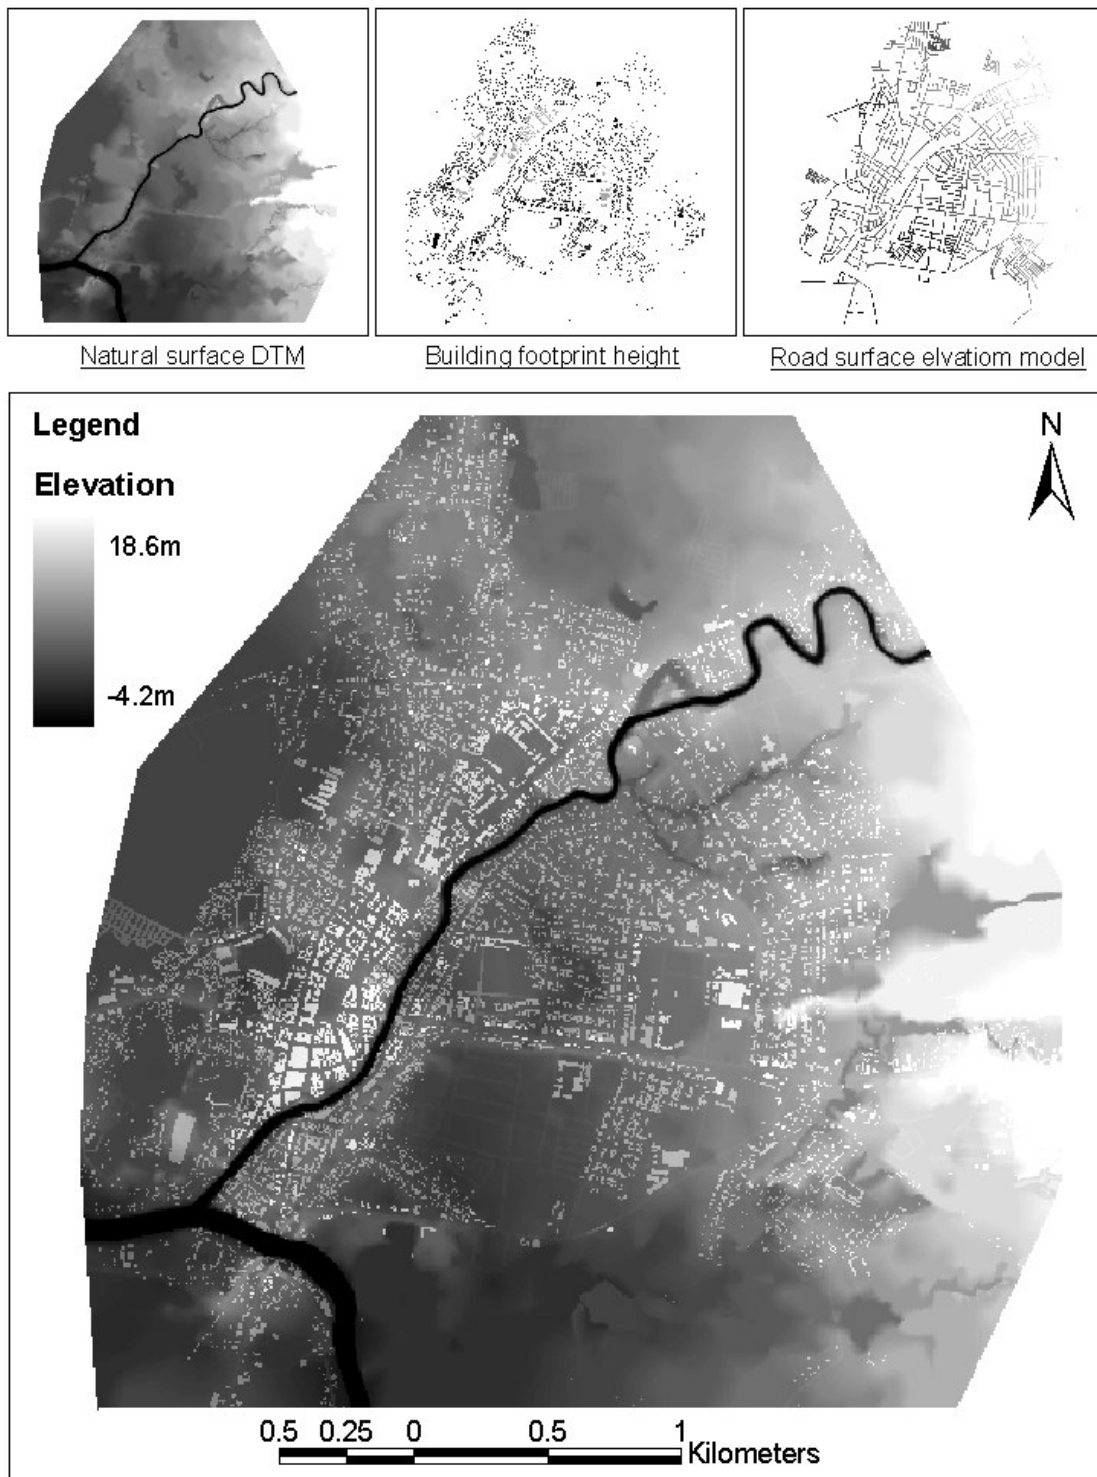 Natural surface DTM
Building footprint height
Road surface elvatiom model
Legend
Elevation
18.6m
-4.2m
N
0.5 0.25 0 0.5 1
Kilometers